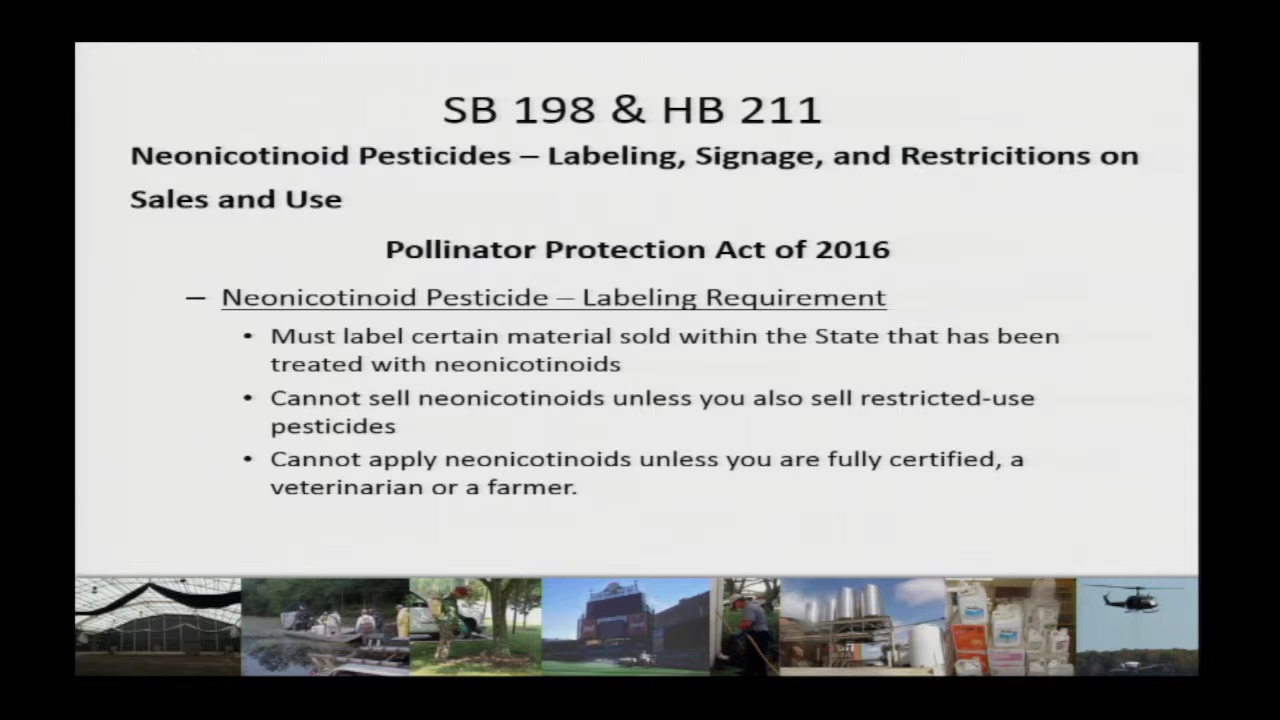 SB 198 & HB 211
Neonicotinoid Pesticides – Labeling, Signage, and Restricitions on
Sales and Use
Pollinator Protection Act of 2016
– Neonicotinoid Pesticide – Labeling Requirement
• Must label certain material sold within the State that has been
treated with neonicotinoids
• Cannot sell neonicotinoids unless you also sell restricted-use
pesticides
• Cannot apply neonicotinoids unless you are fully certified, a
veterinarian or a farmer.